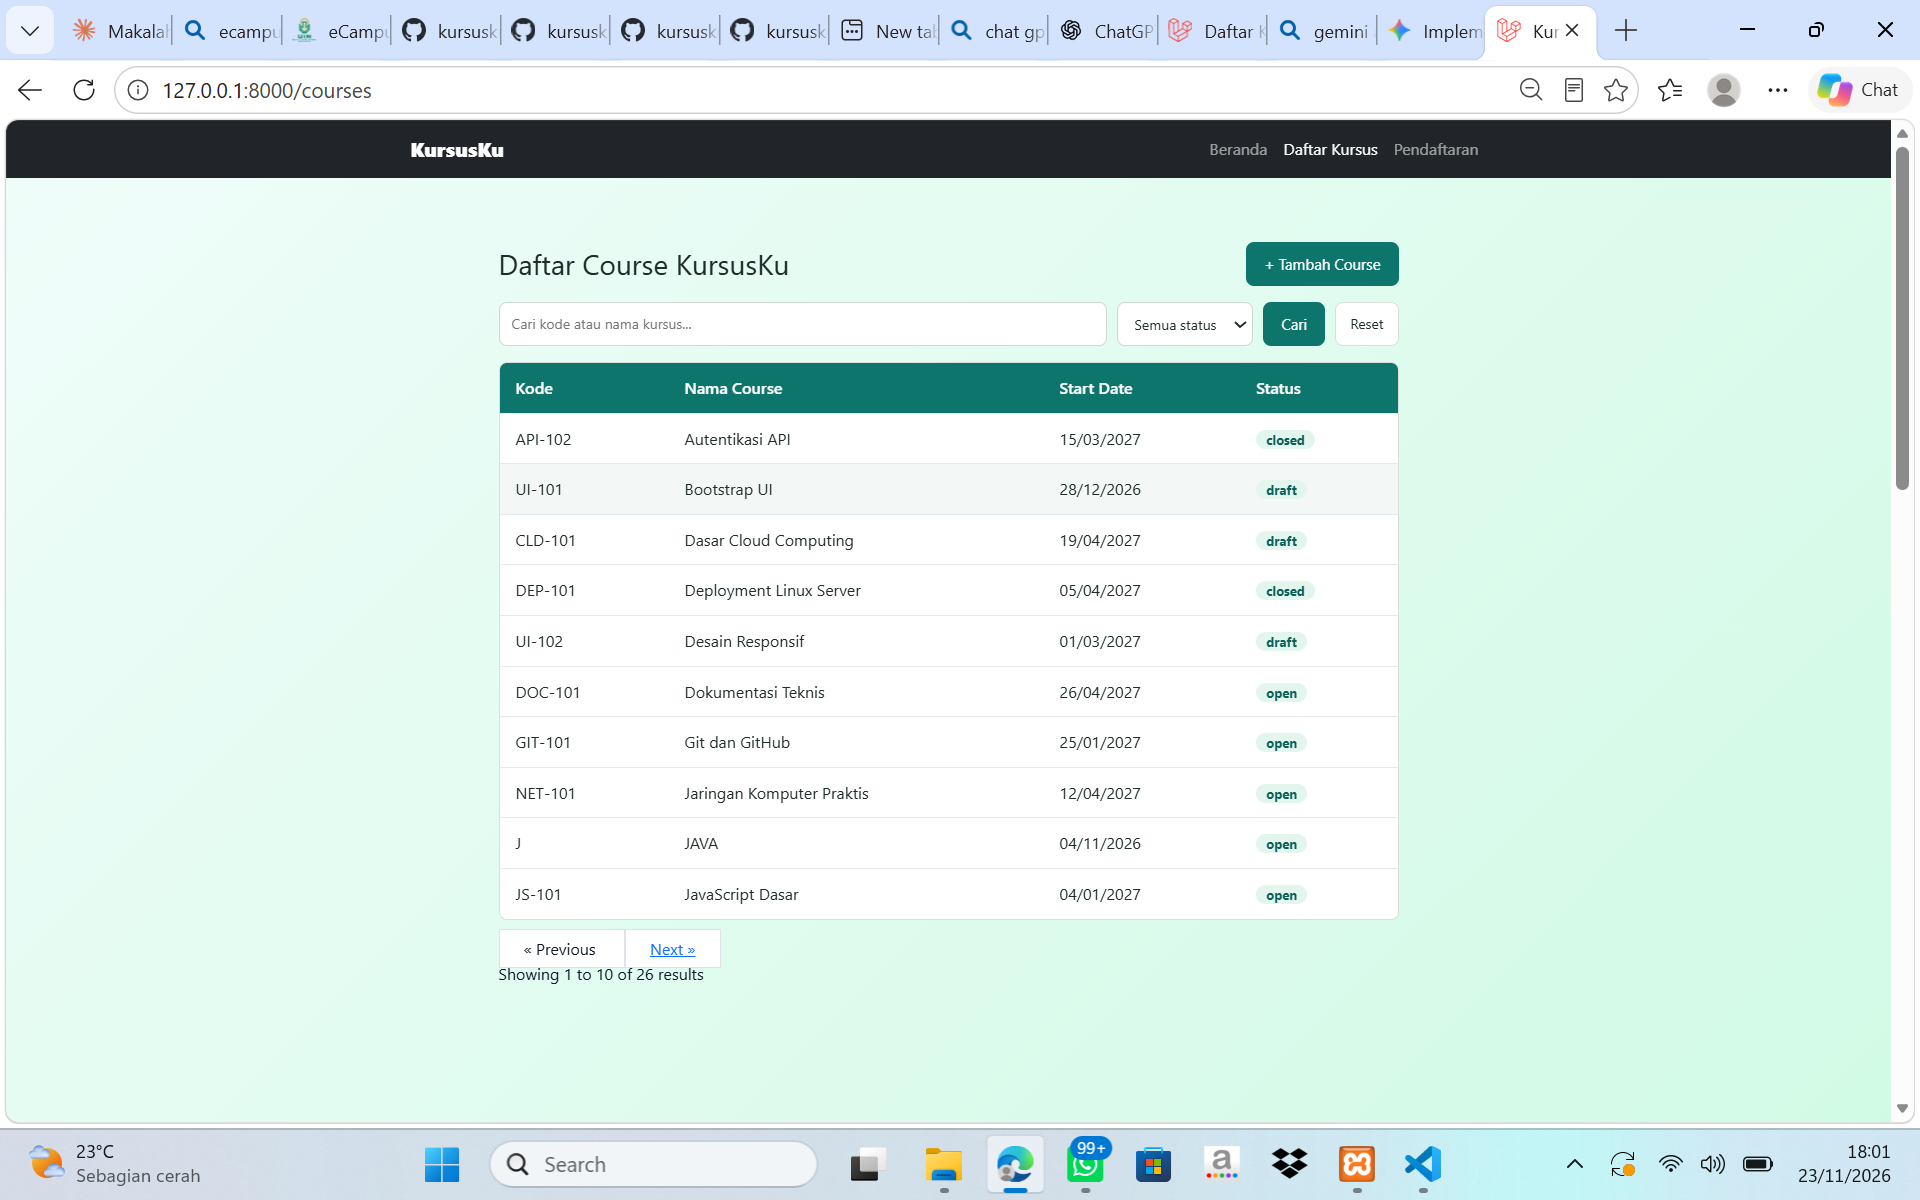 Makalal
ecampu
eCampu
kursusk
kursusk
kursusk
kursusk
New tab
chat gp
ChatGP
Daftar K
gemini
Implem
Kur
127.0.0.1:8000/courses
Chat
KursusKu
Beranda Daftar Kursus Pendaftaran
Daftar Course KursusKu
+ Tambah Course
Cari kode atau nama kursus...
Semua status
Cari
Reset
Kode Nama Course Start Date Status
API-102 Autentikasi API 15/03/2027 closed
UI-101 Bootstrap UI 28/12/2026 draft
CLD-101 Dasar Cloud Computing 19/04/2027 draft
DEP-101 Deployment Linux Server 05/04/2027 closed
UI-102 Desain Responsif 01/03/2027 draft
DOC-101 Dokumentasi Teknis 26/04/2027 open
GIT-101 Git dan GitHub 25/01/2027 open
NET-101 Jaringan Komputer Praktis 12/04/2027 open
J JAVA 04/11/2026 open
JS-101 JavaScript Dasar 04/01/2027 open
« Previous Next »
Showing 1 to 10 of 26 results
23°C
Sebagian cerah
Search
99+
18:01
23/11/2026